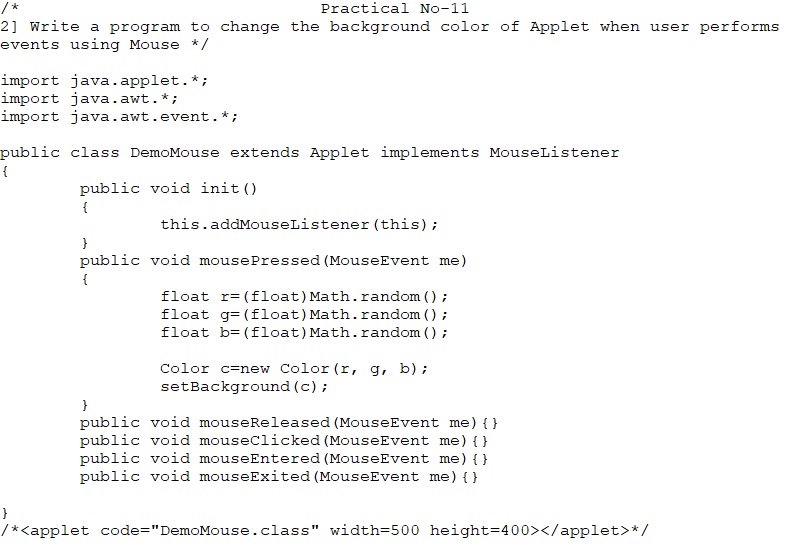 /* Practical No-11
2] Write a program to change the background color of Applet when user performs
events using Mouse */
import java.applet.*;
import java.awt.*;
import java.awt.event.*;
public class DemoMouse extends Applet implements MouseListener
{
public void init()
{
this.addMouseListener(this);
}
public void mousePressed(MouseEvent me)
{
float r=(float)Math.random();
float g=(float)Math.random();
float b=(float)Math.random();
Color c=new Color(r, g, b);
setBackground(c);
}
public void mouseReleased(MouseEvent me){}
public void mouseClicked(MouseEvent me){}
public void mouseEntered(MouseEvent me){}
public void mouseExited(MouseEvent me){}
}
/*<applet code="DemoMouse.class" width=500 height=400></applet>*/